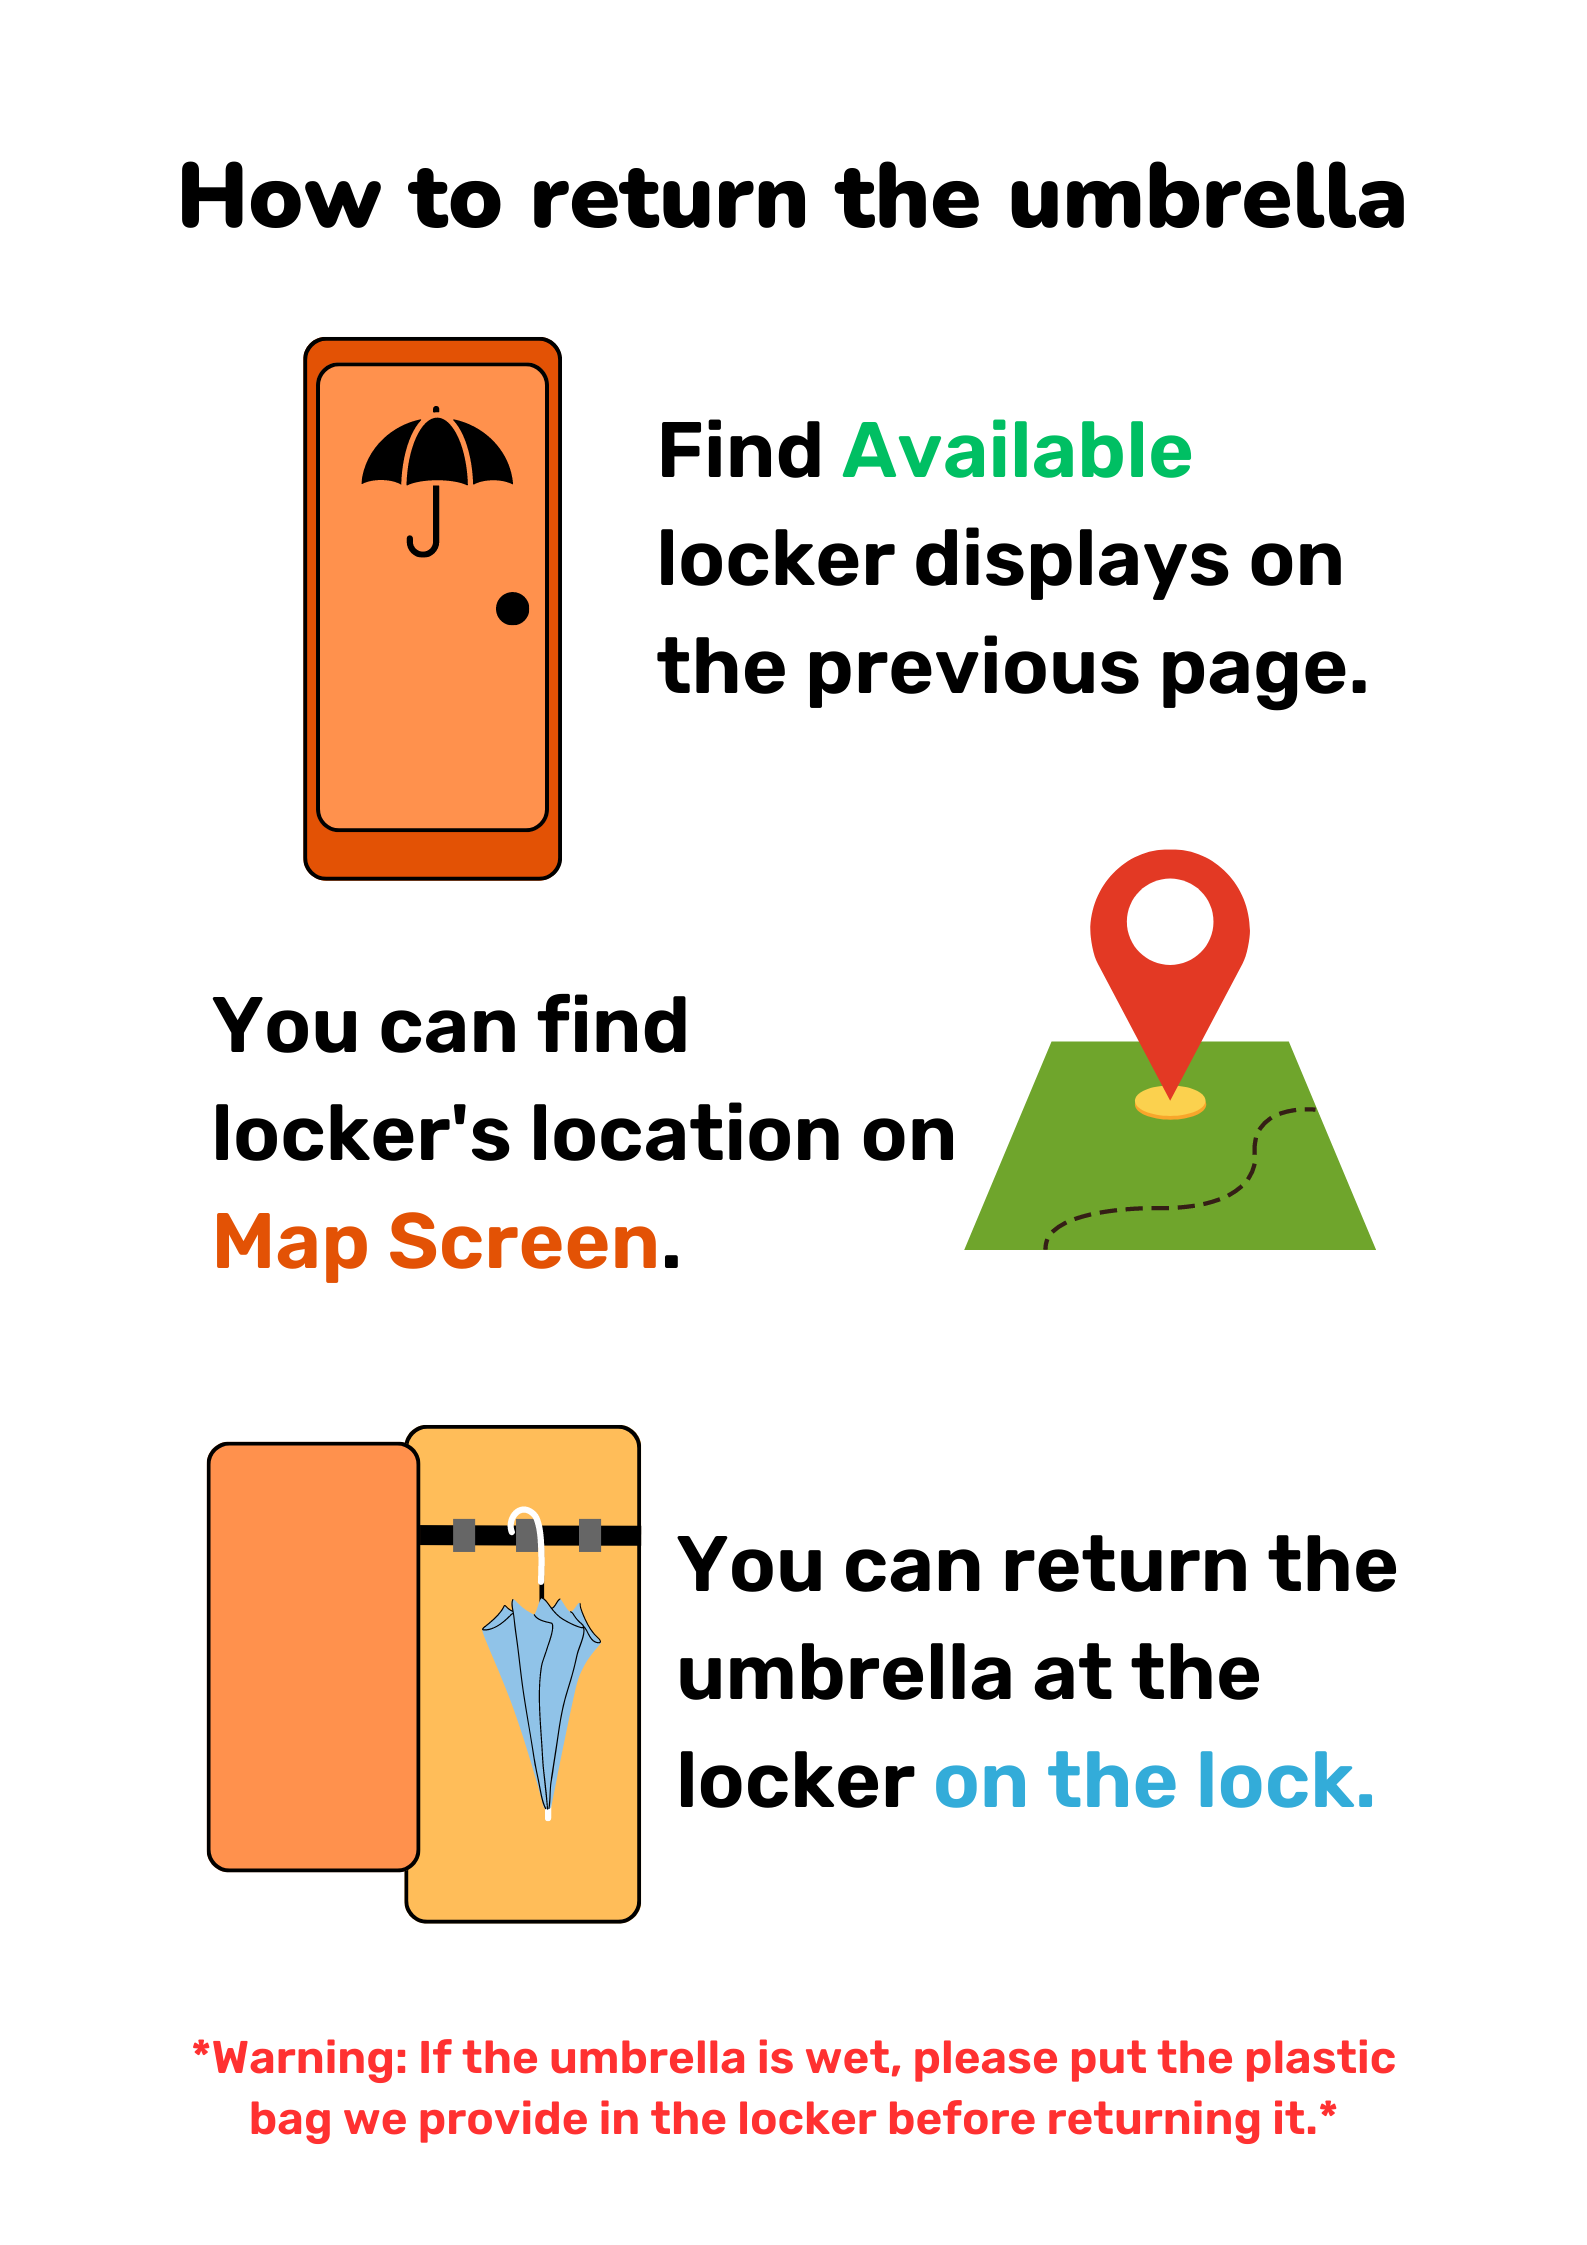 How to return the umbrella
Find Available
locker displays on
the previous page.
You can find
locker's location on
Map Screen.
You can return the
umbrella at the
locker on the lock.
*Warning: If the umbrella is wet, please put the plastic
bag we provide in the locker before returning it.*